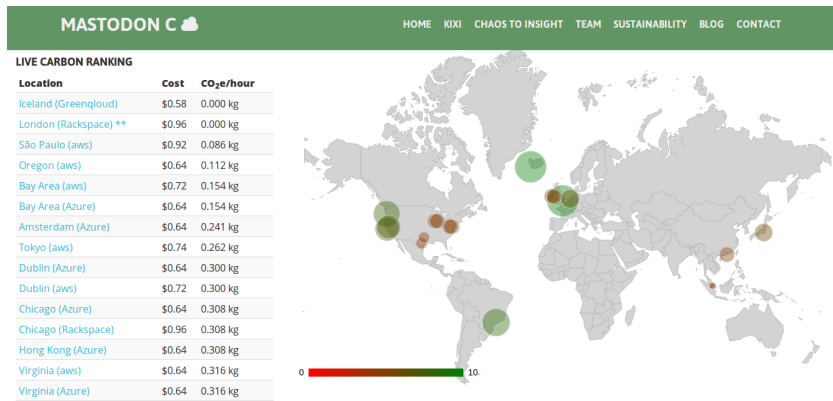 MASTODON C
HOME KIXI CHAOS TO INSIGHT TEAM SUSTAINABILITY BLOG CONTACT
LIVE CARBON RANKING
Location Cost CO₂e/hour
Iceland (Greenqloud) $0.58 0.000 kg
London (Rackspace) ** $0.96 0.000 kg
São Paulo (aws) $0.92 0.086 kg
Oregon (aws) $0.64 0.112 kg
Bay Area (aws) $0.72 0.154 kg
Bay Area (Azure) $0.64 0.154 kg
Amsterdam (Azure) $0.64 0.241 kg
Tokyo (aws) $0.74 0.262 kg
Dublin (Azure) $0.64 0.300 kg
Dublin (aws) $0.72 0.300 kg
Chicago (Azure) $0.64 0.308 kg
Chicago (Rackspace) $0.96 0.308 kg
Hong Kong (Azure) $0.64 0.308 kg
Virginia (aws) $0.64 0.316 kg
Virginia (Azure) $0.64 0.316 kg
0 10